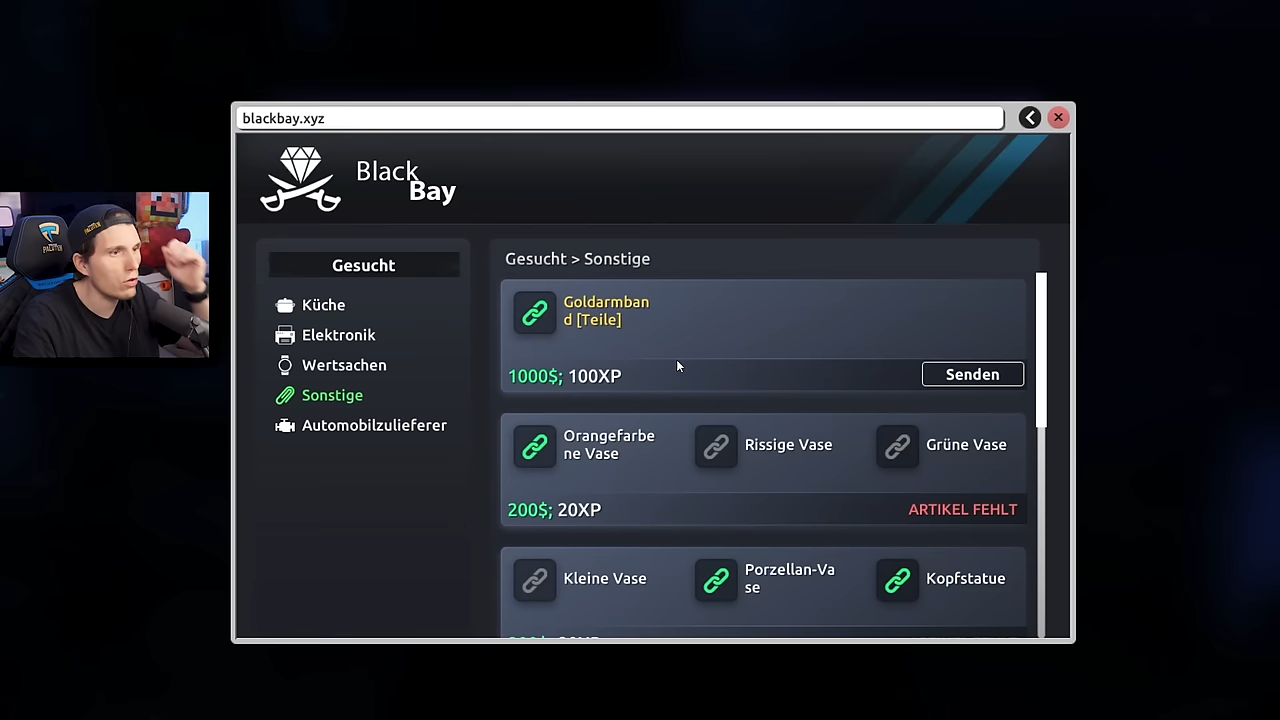 blackbay.xyz
Black
Bay
Gesucht
Küche
Elektronik
Wertsachen
Sonstige
Automobilzulieferer
Gesucht > Sonstige
Goldarmban
d [Teile]
1000$; 100XP
Senden
Orangefarbe
ne Vase
Rissige Vase
Grüne Vase
200$; 20XP
ARTIKEL FEHLT
Kleine Vase
Porzellan-Va
se
Kopfstatue
PALUTEN